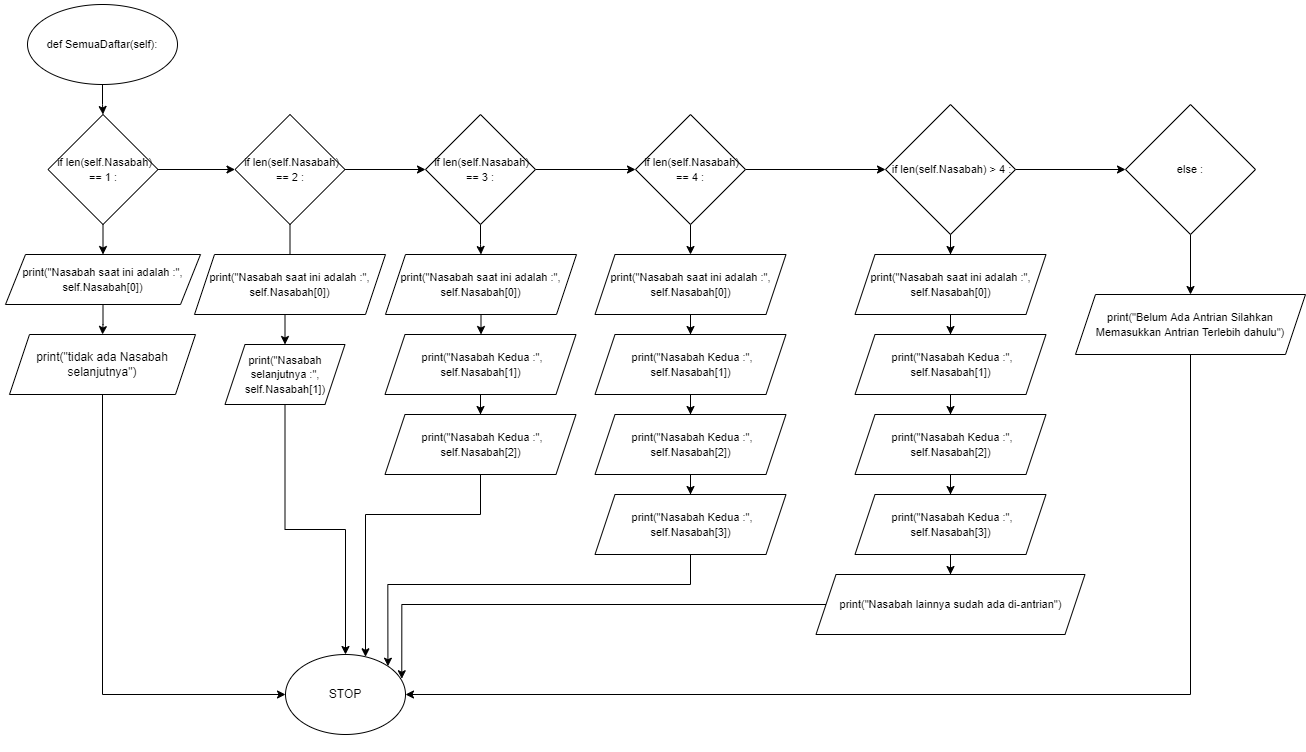 def SemuaDaftar(self):
if len(self.Nasabah)
== 1 :
if len(self.Nasabah)
== 2 :
if len(self.Nasabah)
== 3 :
if len(self.Nasabah)
== 4 :
if len(self.Nasabah) > 4 :
else :
print("Nasabah saat ini adalah :",
self.Nasabah[0])
print("tidak ada Nasabah
selanjutnya")
print("Nasabah saat ini adalah :",
self.Nasabah[0])
print("Nasabah
selanjutnya :",
self.Nasabah[1])
print("Nasabah saat ini adalah :",
self.Nasabah[0])
print("Nasabah Kedua :",
self.Nasabah[1])
print("Nasabah Kedua :",
self.Nasabah[2])
print("Nasabah saat ini adalah :",
self.Nasabah[0])
print("Nasabah Kedua :",
self.Nasabah[1])
print("Nasabah Kedua :",
self.Nasabah[2])
print("Nasabah Kedua :",
self.Nasabah[3])
print("Nasabah saat ini adalah :",
self.Nasabah[0])
print("Nasabah Kedua :",
self.Nasabah[1])
print("Nasabah Kedua :",
self.Nasabah[2])
print("Nasabah Kedua :",
self.Nasabah[3])
print("Nasabah lainnya sudah ada di-antrian")
print("Belum Ada Antrian Silahkan
Memasukkan Antrian Terlebih dahulu")
STOP